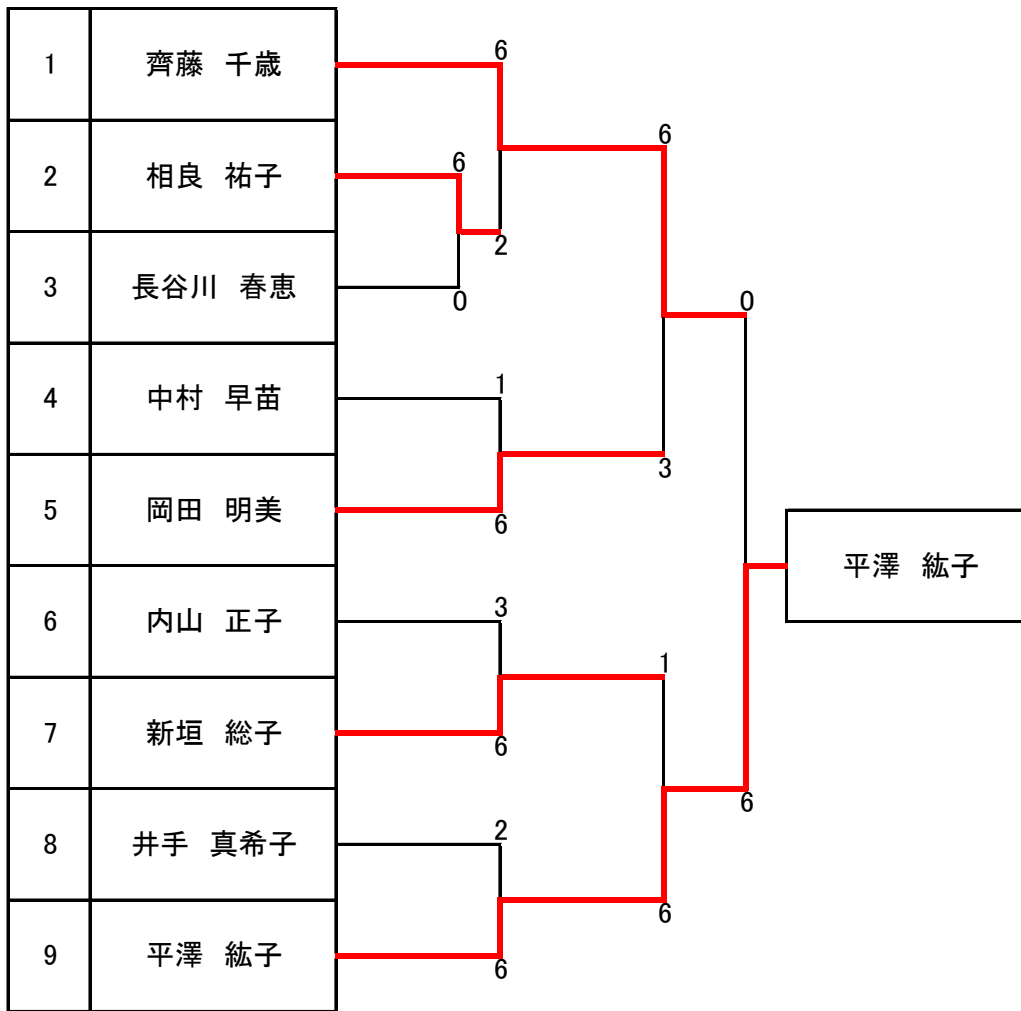 6
1 齊藤 千歳
6
6
2 相良 祐子
2
3 長谷川 春恵
0
0
1
4 中村 早苗
3
5 岡田 明美
6
平澤 紘子
3
6 内山 正子
1
7 新垣 総子
6
6
2
8 井手 真希子
6
9 平澤 紘子
6